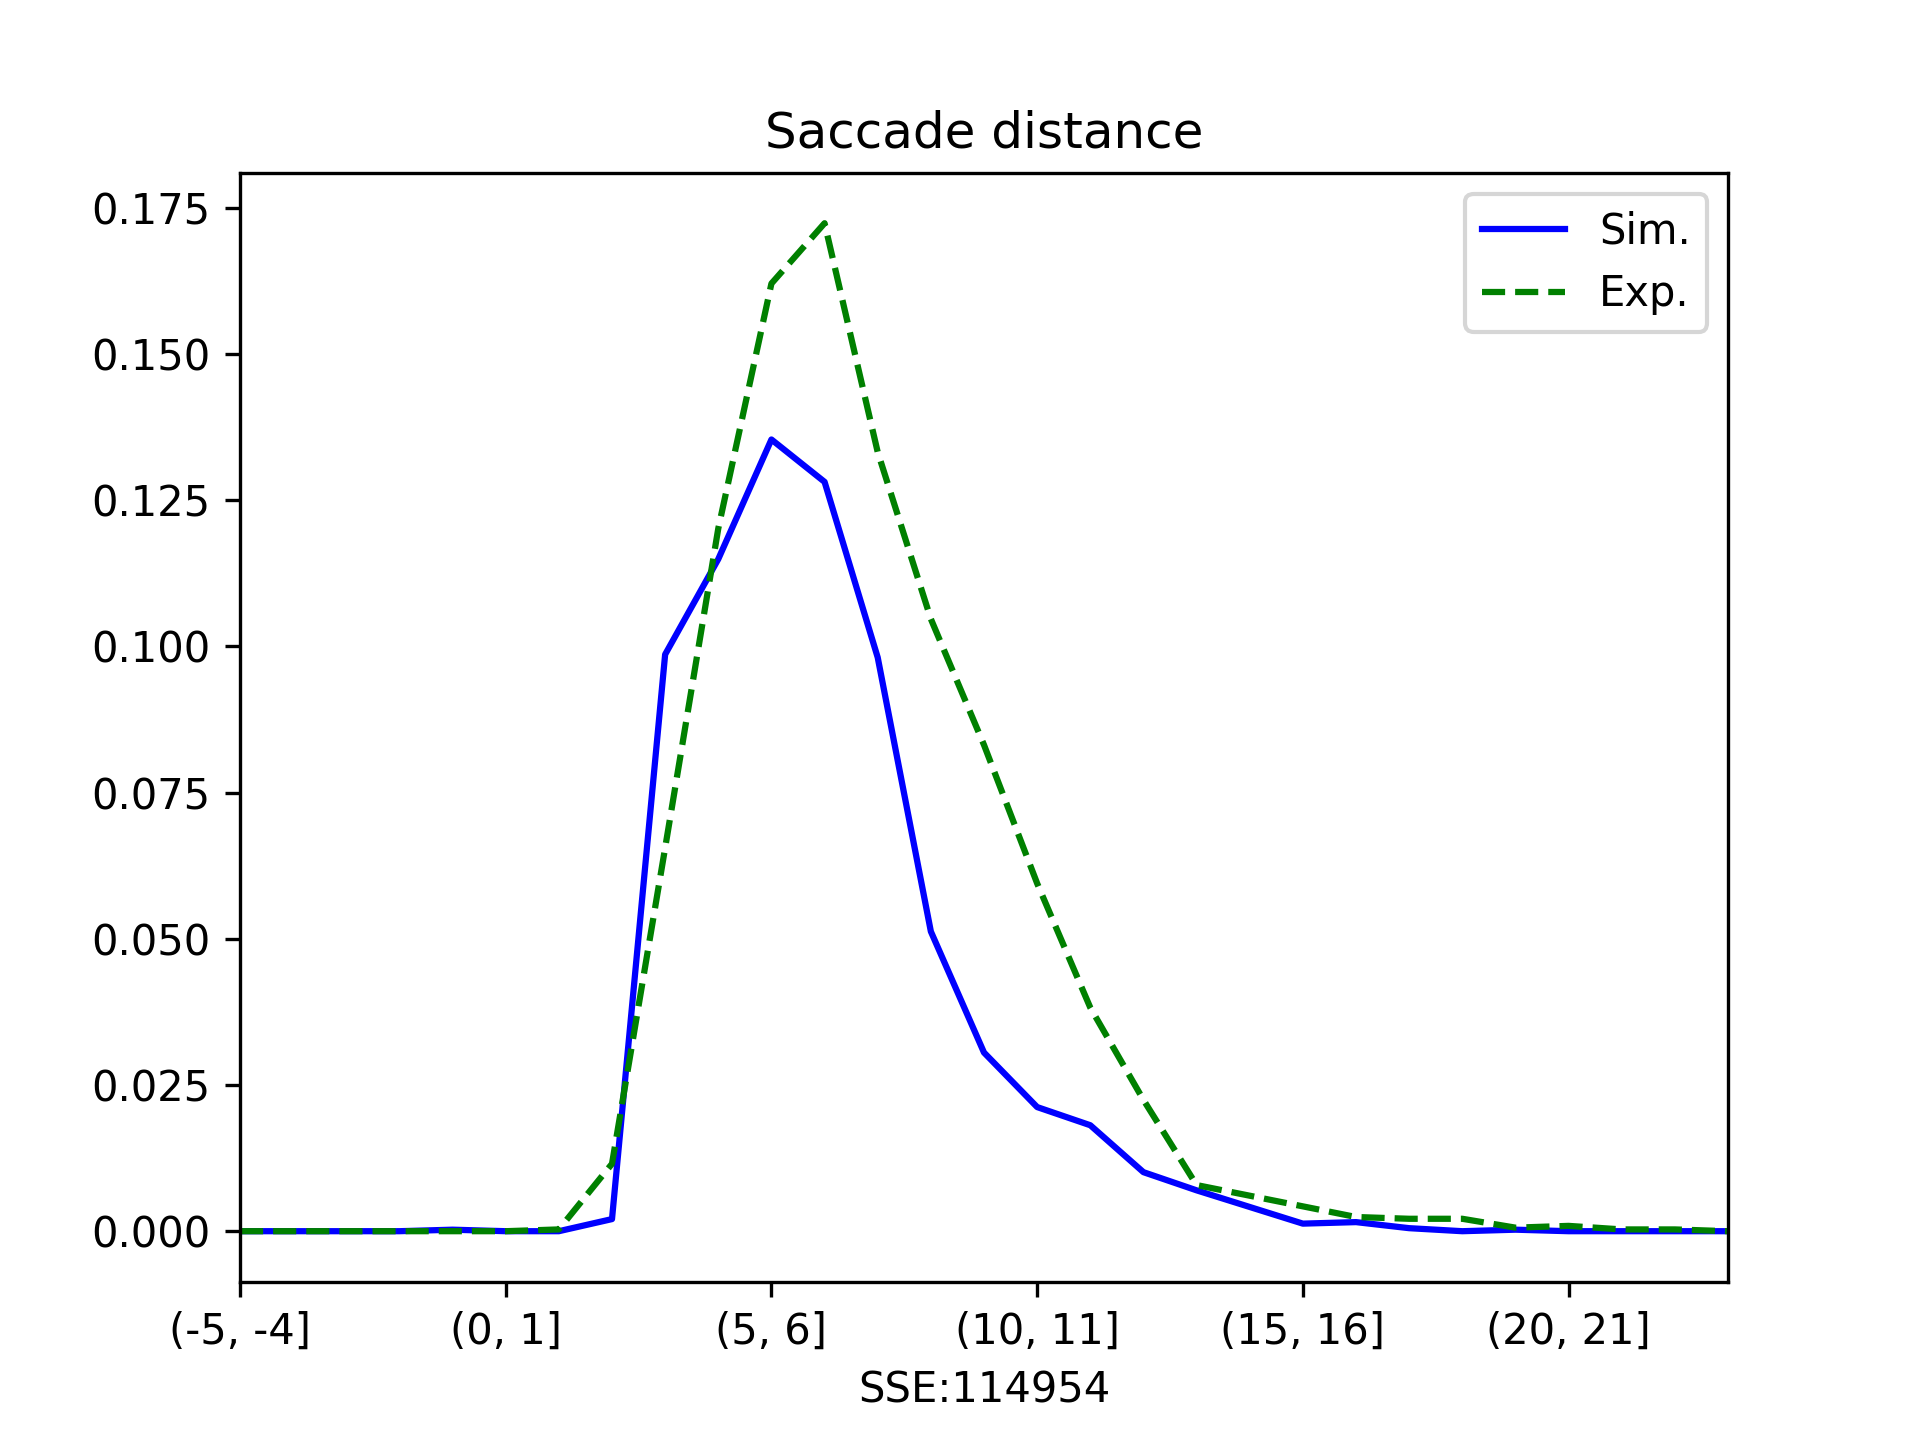 Saccade distance
0.175
0.150
0.125
0.100
0.075
0.050
0.025
0.000
Sim.
Exp.
(-5, -4] (0, 1] (5, 6] (10, 11] (15, 16] (20, 21]
SSE:114954